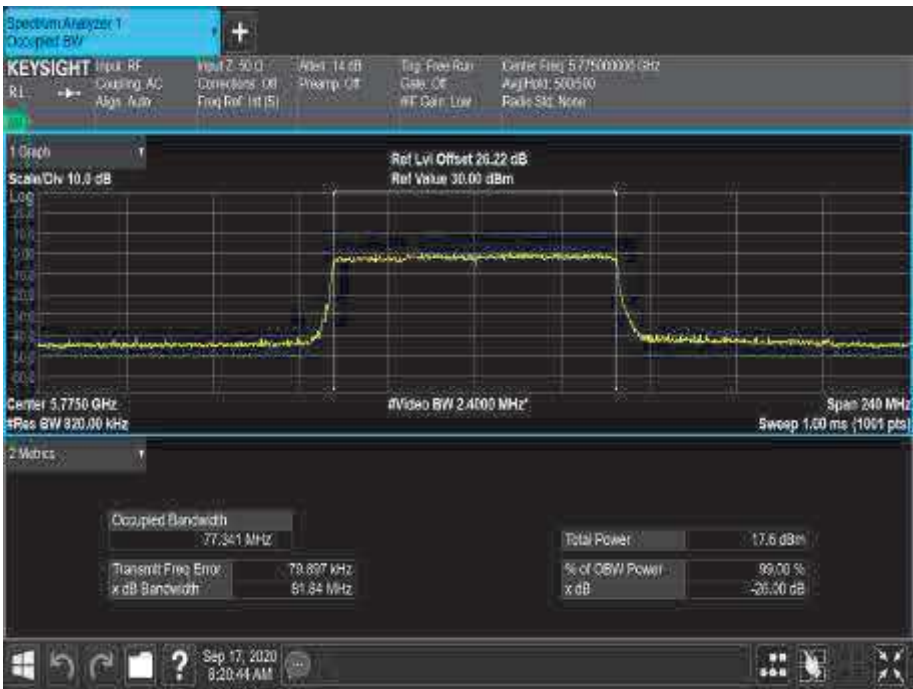 Spectrum Analyzer 1
Occupied BW
+
KEYSIGHT Input: RF Input Z: 50 Ω Atten: 14 dB Trig: Free Run Center Freq: 5.775000000 GHz
Coupling: AC Corrections: Off Preamp: Off Gate: Off Avg|Hold: 500/500
Align: Auto Freq Ref: Int (S) #IF Gain: Low Radio Std: None
1 Graph
Ref Lvl Offset 26.22 dB
Scale/Div 10.0 dB Ref Value 30.00 dBm
Log
20.0
10.0
0.00
Center 5.7750 GHz #Video BW 2.4000 MHz* Span 240 MHz
#Res BW 820.00 kHz Sweep 1.00 ms (1001 pts)
2 Metrics
Occupied Bandwidth
77.341 MHz Total Power 17.6 dBm
Transmit Freq Error 79.897 kHz % of OBW Power 99.00 %
x dB Bandwidth 81.84 MHz x dB -26.00 dB
? Sep 17, 2020
8:20:44 AM